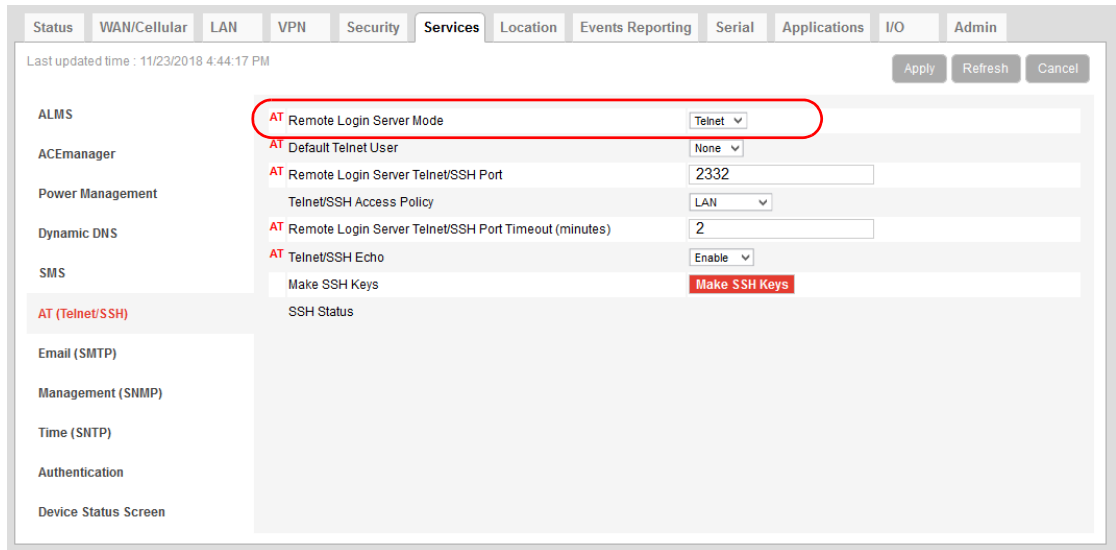 Status WAN/Cellular LAN VPN Security Services Location Events Reporting Serial Applications I/O Admin
Last updated time : 11/23/2018 4:44:17 PM
Apply Refresh Cancel
ALMS
ACEmanager
Power Management
Dynamic DNS
SMS
AT (Telnet/SSH)
Email (SMTP)
Management (SNMP)
Time (SNTP)
Authentication
Device Status Screen
AT Remote Login Server Mode Telnet
AT Default Telnet User None
AT Remote Login Server Telnet/SSH Port 2332
Telnet/SSH Access Policy LAN
AT Remote Login Server Telnet/SSH Port Timeout (minutes) 2
AT Telnet/SSH Echo Enable
Make SSH Keys Make SSH Keys
SSH Status